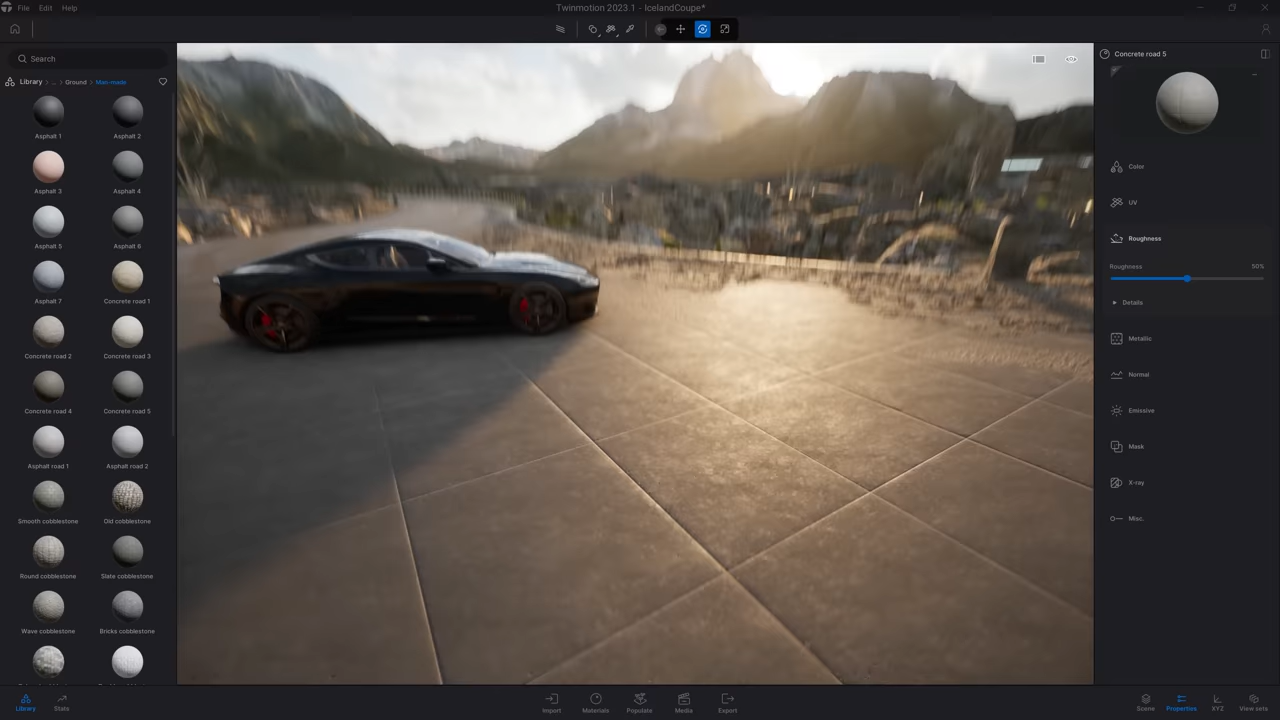 File Edit Help
Twinmotion 2023.1 - IcelandCoupe*
Search
Library > ... > Ground > Man-made
Asphalt 1 Asphalt 2
Asphalt 3 Asphalt 4
Asphalt 5 Asphalt 6
Asphalt 7 Concrete road 1
Concrete road 2 Concrete road 3
Concrete road 4 Concrete road 5
Asphalt road 1 Asphalt road 2
Smooth cobblestone Old cobblestone
Round cobblestone Slate cobblestone
Wave cobblestone Bricks cobblestone
Concrete road 5
Color
UV
Roughness
Roughness 50%
Details
Metallic
Normal
Emissive
Mask
X-ray
Misc.
Library Stats Import Materials Populate Media Export Scene Properties XYZ View sets